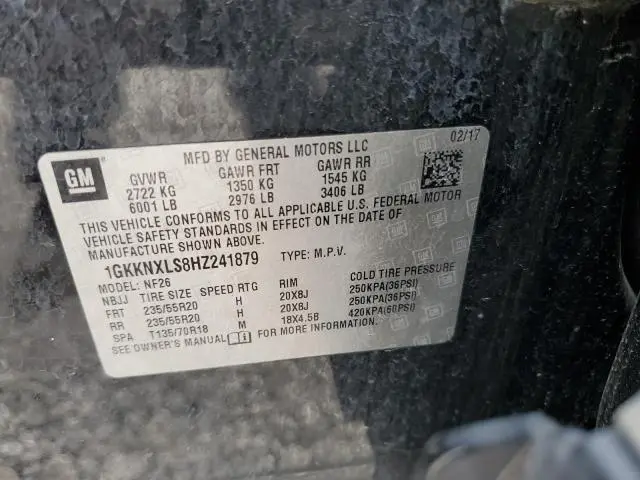 MFD BY GENERAL MOTORS LLC
02/17
GM
GVWR GAWR FRT GAWR RR
2722 KG 1350 KG 1545 KG
6001 LB 2976 LB 3406 LB
THIS VEHICLE CONFORMS TO ALL APPLICABLE U.S. FEDERAL MOTOR
VEHICLE SAFETY STANDARDS IN EFFECT ON THE DATE OF
MANUFACTURE SHOWN ABOVE.
1GKKNXLS8HZ241879 TYPE: M.P.V.
MODEL: NF26
NBJJ TIRE SIZE SPEED RTG RIM COLD TIRE PRESSURE
FRT 235/55R20 H 20X8J 250KPA(36PSI)
RR 235/55R20 H 20X8J 250KPA(36PSI)
SPA T135/70R18 M 18X4.5B 420KPA(60PSI)
SEE OWNER'S MANUAL FOR MORE INFORMATION